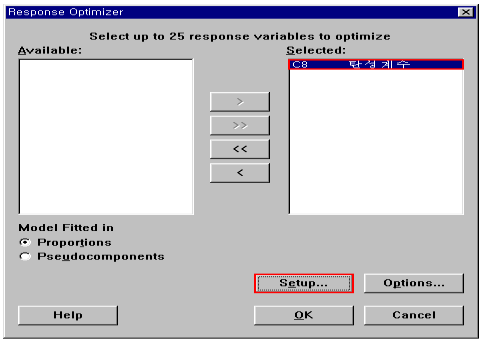 Response Optimizer
Select up to 25 response variables to optimize
Available:
Selected:
C8 탄성계수
>
>>
<<
<
Model Fitted in
Proportions
Pseudocomponents
Setup...
Options...
Help
OK
Cancel